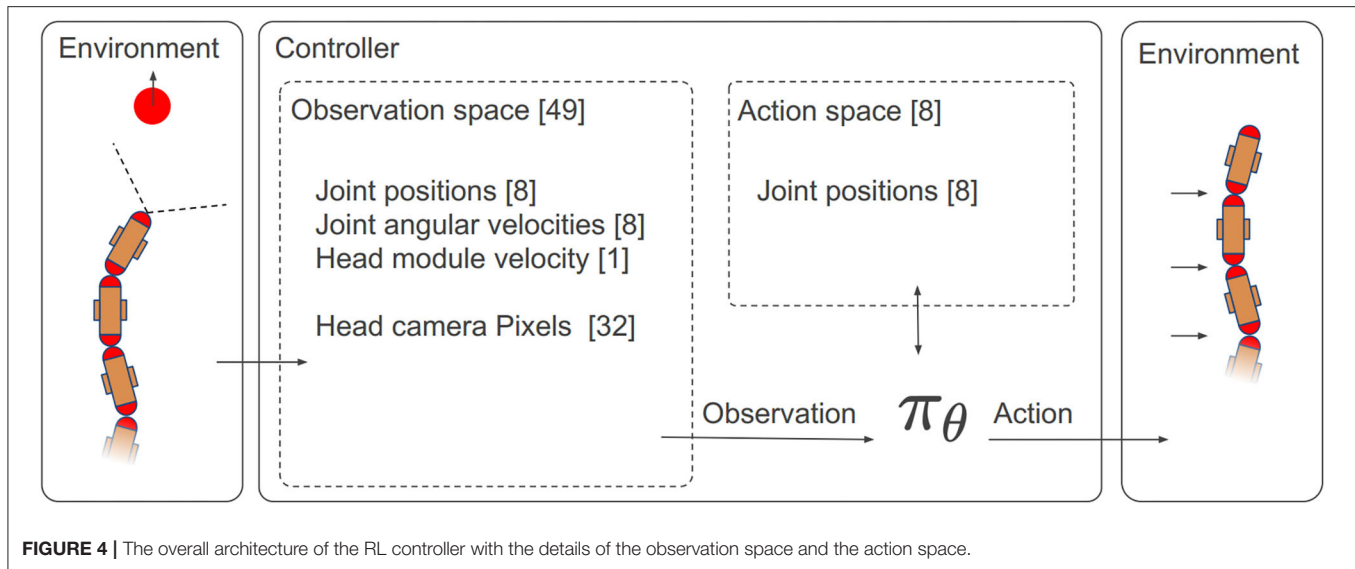 Environment
Controller
Observation space [49]
Joint positions [8]
Joint angular velocities [8]
Head module velocity [1]
Head camera Pixels [32]
Action space [8]
Joint positions [8]
Observation
πθ
Action
Environment
FIGURE 4 | The overall architecture of the RL controller with the details of the observation space and the action space.